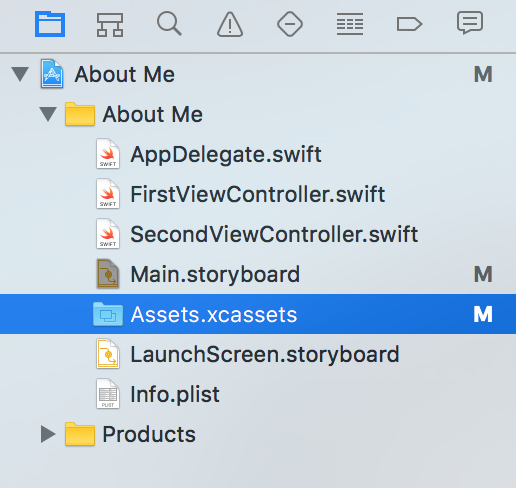 About Me M
About Me
SWIFT AppDelegate.swift
SWIFT FirstViewController.swift
SWIFT SecondViewController.swift
Main.storyboard M
Assets.xcassets M
LaunchScreen.storyboard
PLIST Info.plist
Products